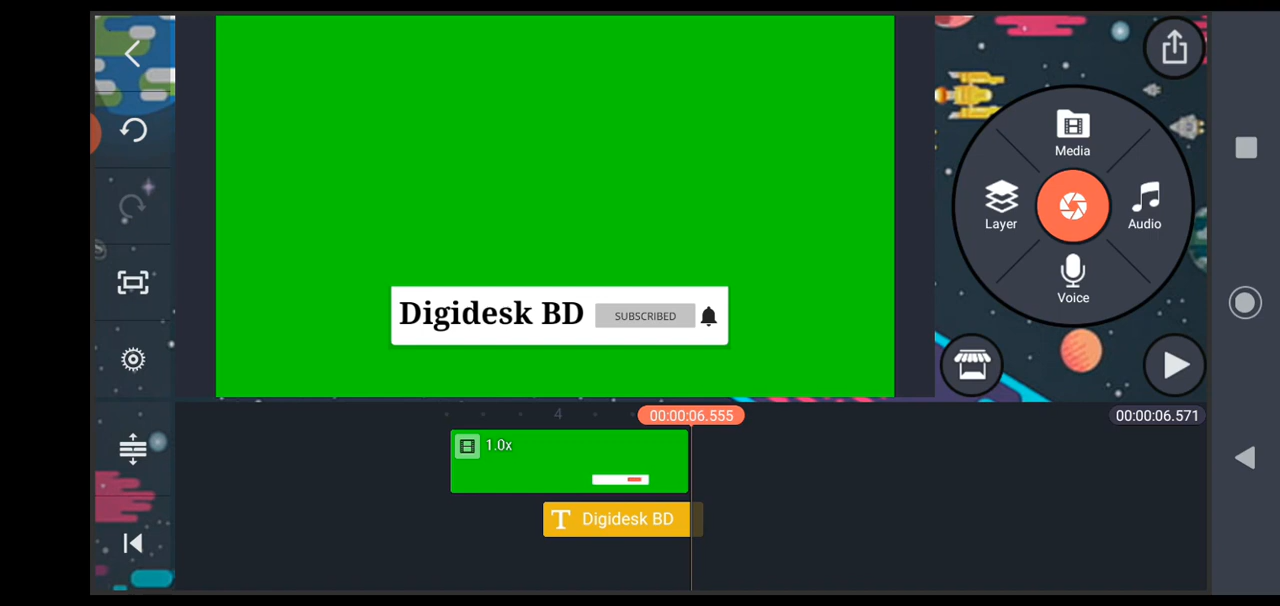 Media
Layer
Audio
Voice
Digidesk BD SUBSCRIBED
4
00:00:06.555
00:00:06.571
1.0x
T Digidesk BD